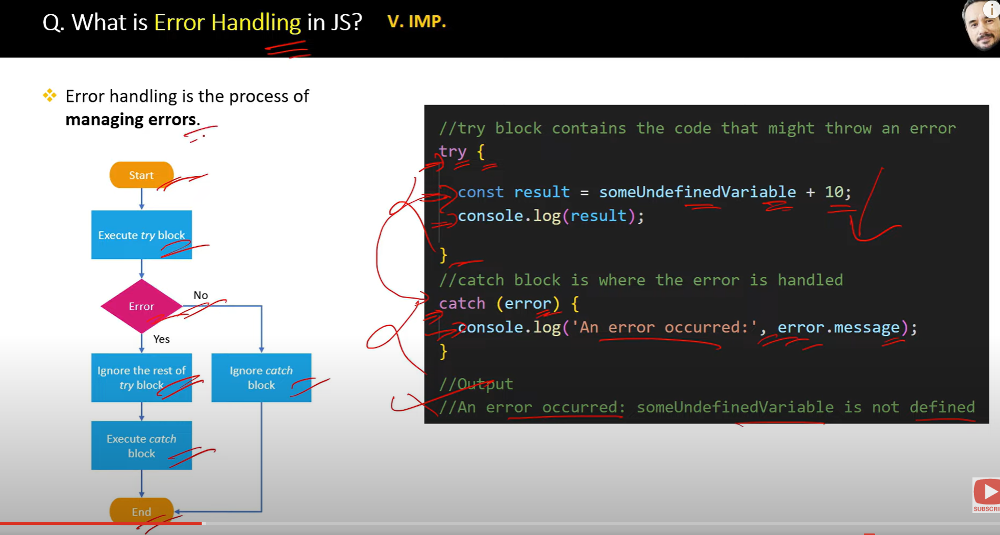 Q. What is Error Handling in JS? V. IMP.
i
Error handling is the process of
managing errors.
Start
Execute try block
Error
No
Yes
Ignore the rest of
try block
Ignore catch
block
Execute catch
block
End
//try block contains the code that might throw an error
try {
const result = someUndefinedVariable + 10;
console.log(result);
}
//catch block is where the error is handled
catch (error) {
console.log('An error occurred:', error.message);
}
//Output
//An error occurred: someUndefinedVariable is not defined
SUBSCRI